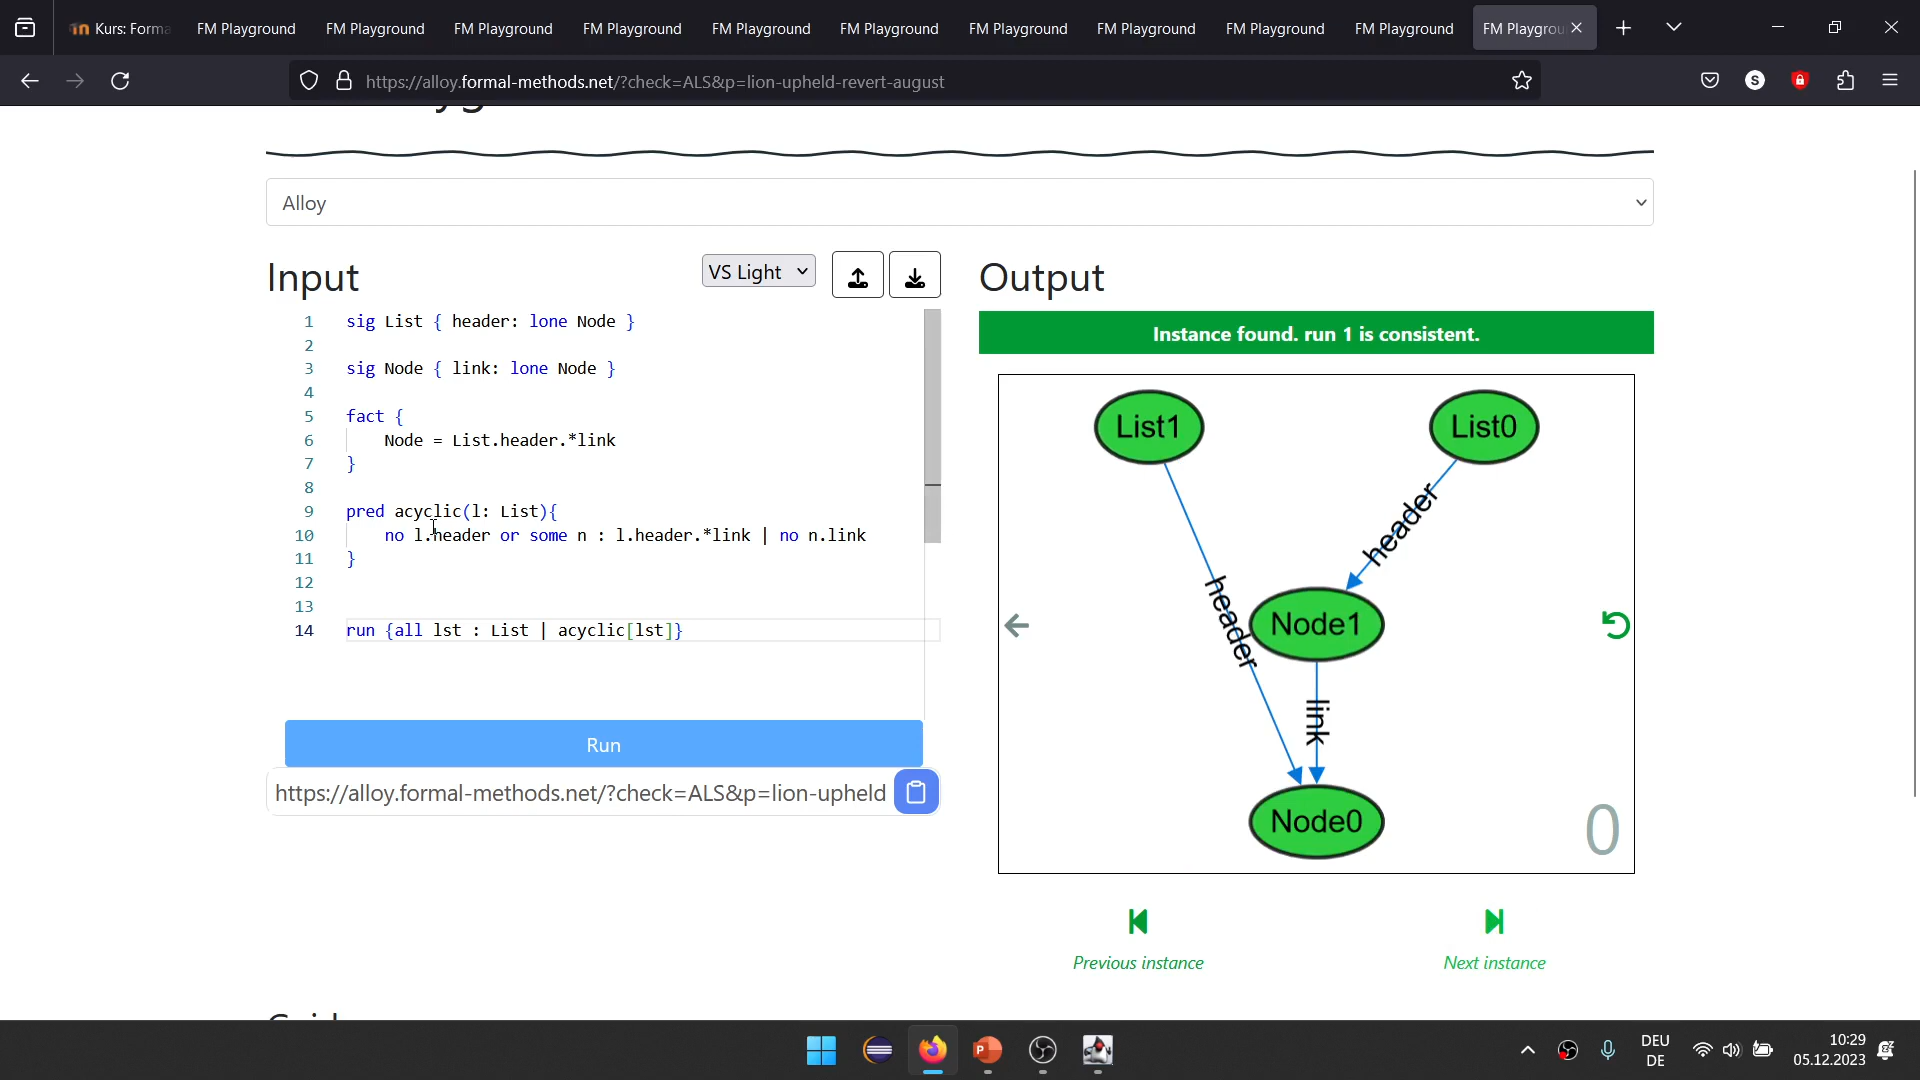 Kurs: Forma
FM Playground
FM Playground
FM Playground
FM Playground
FM Playground
FM Playground
FM Playground
FM Playground
FM Playground
FM Playground
FM Playgrou
https://alloy.formal-methods.net/?check=ALS&p=lion-upheld-revert-august
S
Alloy
Input
VS Light
1 sig List { header: lone Node }
2
3 sig Node { link: lone Node }
4
5 fact {
6 Node = List.header.*link
7 }
8
9 pred acyclic(l: List){
10 no l.header or some n : l.header.*link | no n.link
11 }
12
13
14 run {all lst : List | acyclic[lst]}
Run
https://alloy.formal-methods.net/?check=ALS&p=lion-upheld
Output
Instance found. run 1 is consistent.
List1
List0
header
header
Node1
link
Node0
0
Previous instance
Next instance
DEU
DE
10:29
05.12.2023